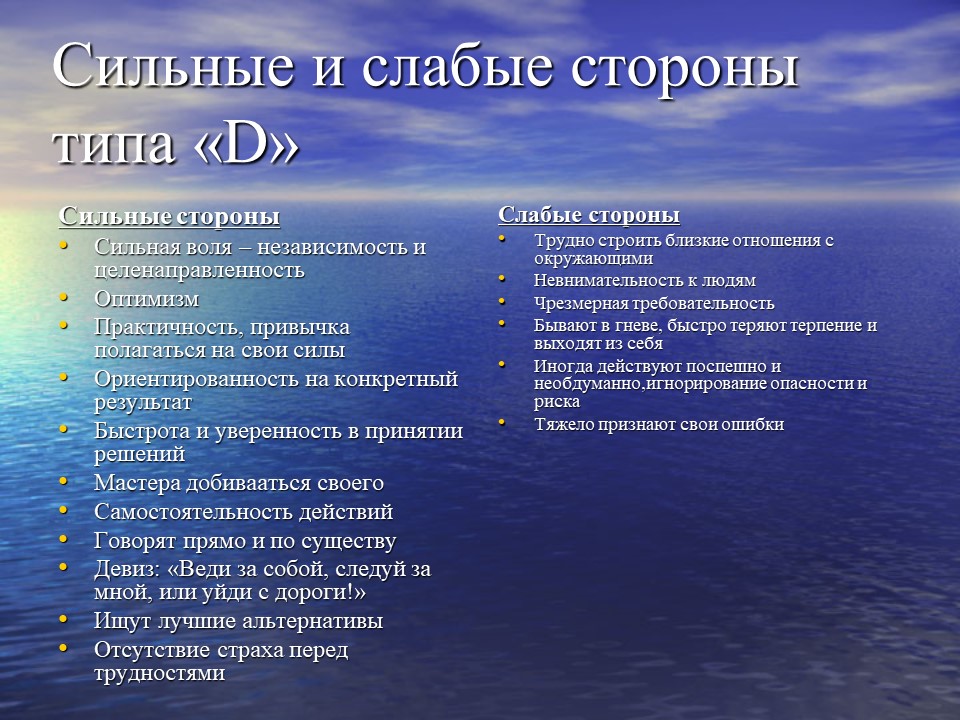 Сильные и слабые стороны
типа «D»
Сильные стороны
• Сильная воля – независимость и
целенаправленность
• Оптимизм
• Практичность, привычка
полагаться на свои силы
• Ориентированность на конкретный
результат
• Быстрота и уверенность в принятии
решений
• Мастера добивааться своего
• Самостоятельность действий
• Говорят прямо и по существу
• Девиз: «Веди за собой, следуй за
мной, или уйди с дороги!»
• Ищут лучшие альтернативы
• Отсутствие страха перед
трудностями
Слабые стороны
• Трудно строить близкие отношения с
окружающими
• Невнимательность к людям
• Чрезмерная требовательность
• Бывают в гневе, быстро теряют терпение и
выходят из себя
• Иногда действуют поспешно и
необдуманно,игнорирование опасности и
риска
• Тяжело признают свои ошибки